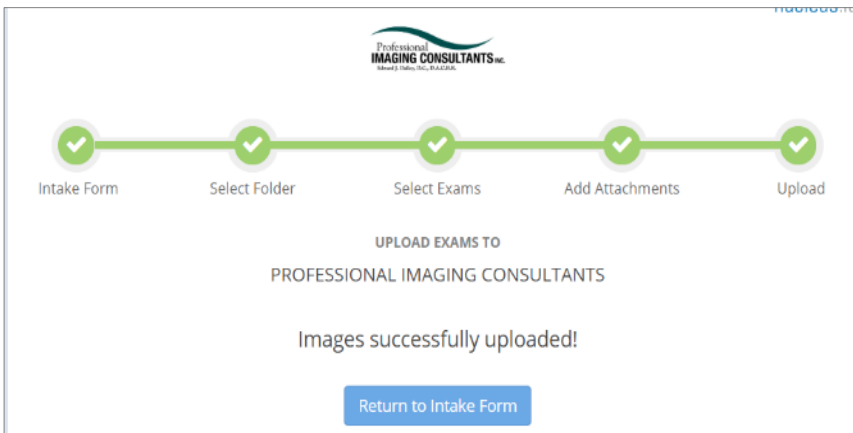 Professional
IMAGING CONSULTANTS INC.
Intake Form
Select Folder
Select Exams
Add Attachments
Upload
UPLOAD EXAMS TO
PROFESSIONAL IMAGING CONSULTANTS
Images successfully uploaded!
Return to Intake Form